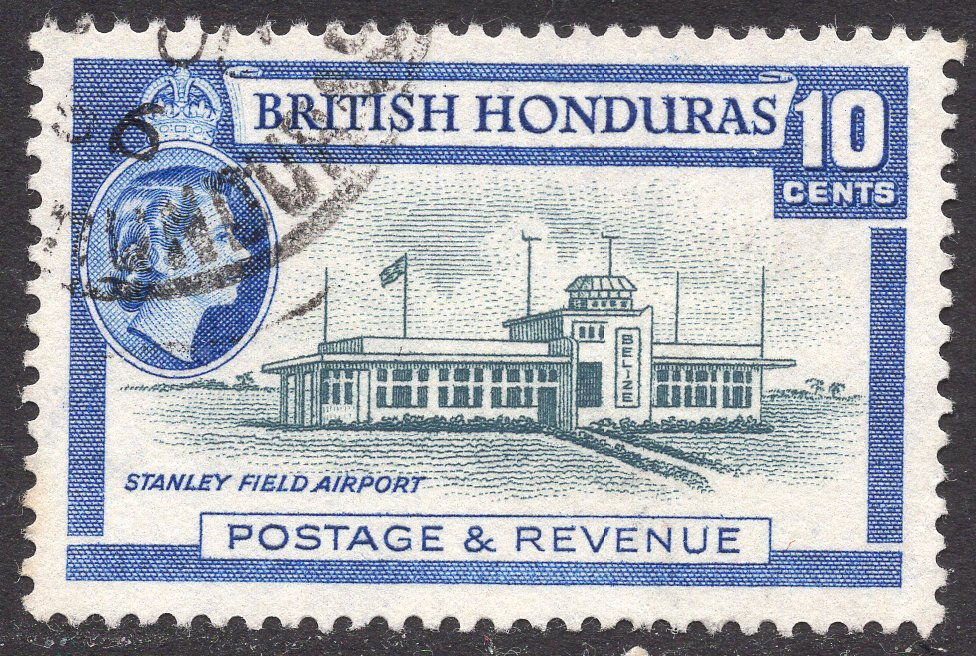 BRITISH HONDURAS
10
CENTS
BELIZE
STANLEY FIELD AIRPORT
POSTAGE & REVENUE